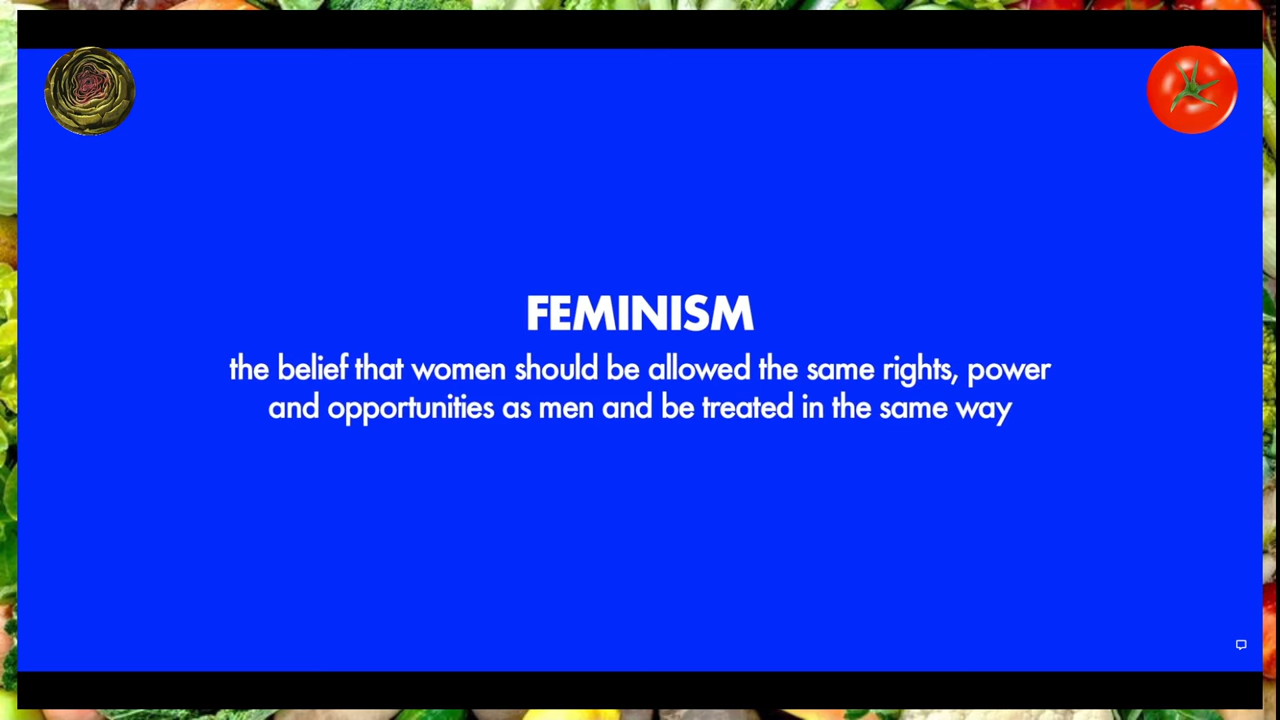 FEMINISM
the belief that women should be allowed the same rights, power
and opportunities as men and be treated in the same way